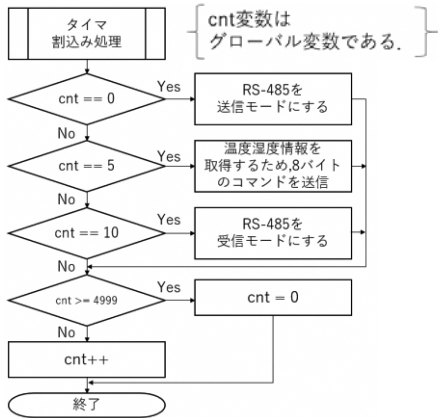 タイマ
割込み処理
cnt変数は
グローバル変数である.
cnt == 0
Yes
RS-485を
送信モードにする
No
cnt == 5
Yes
温度湿度情報を
取得するため,8バイト
のコマンドを送信
No
cnt == 10
Yes
RS-485を
受信モードにする
No
cnt >= 4999
Yes
cnt = 0
No
cnt++
終了